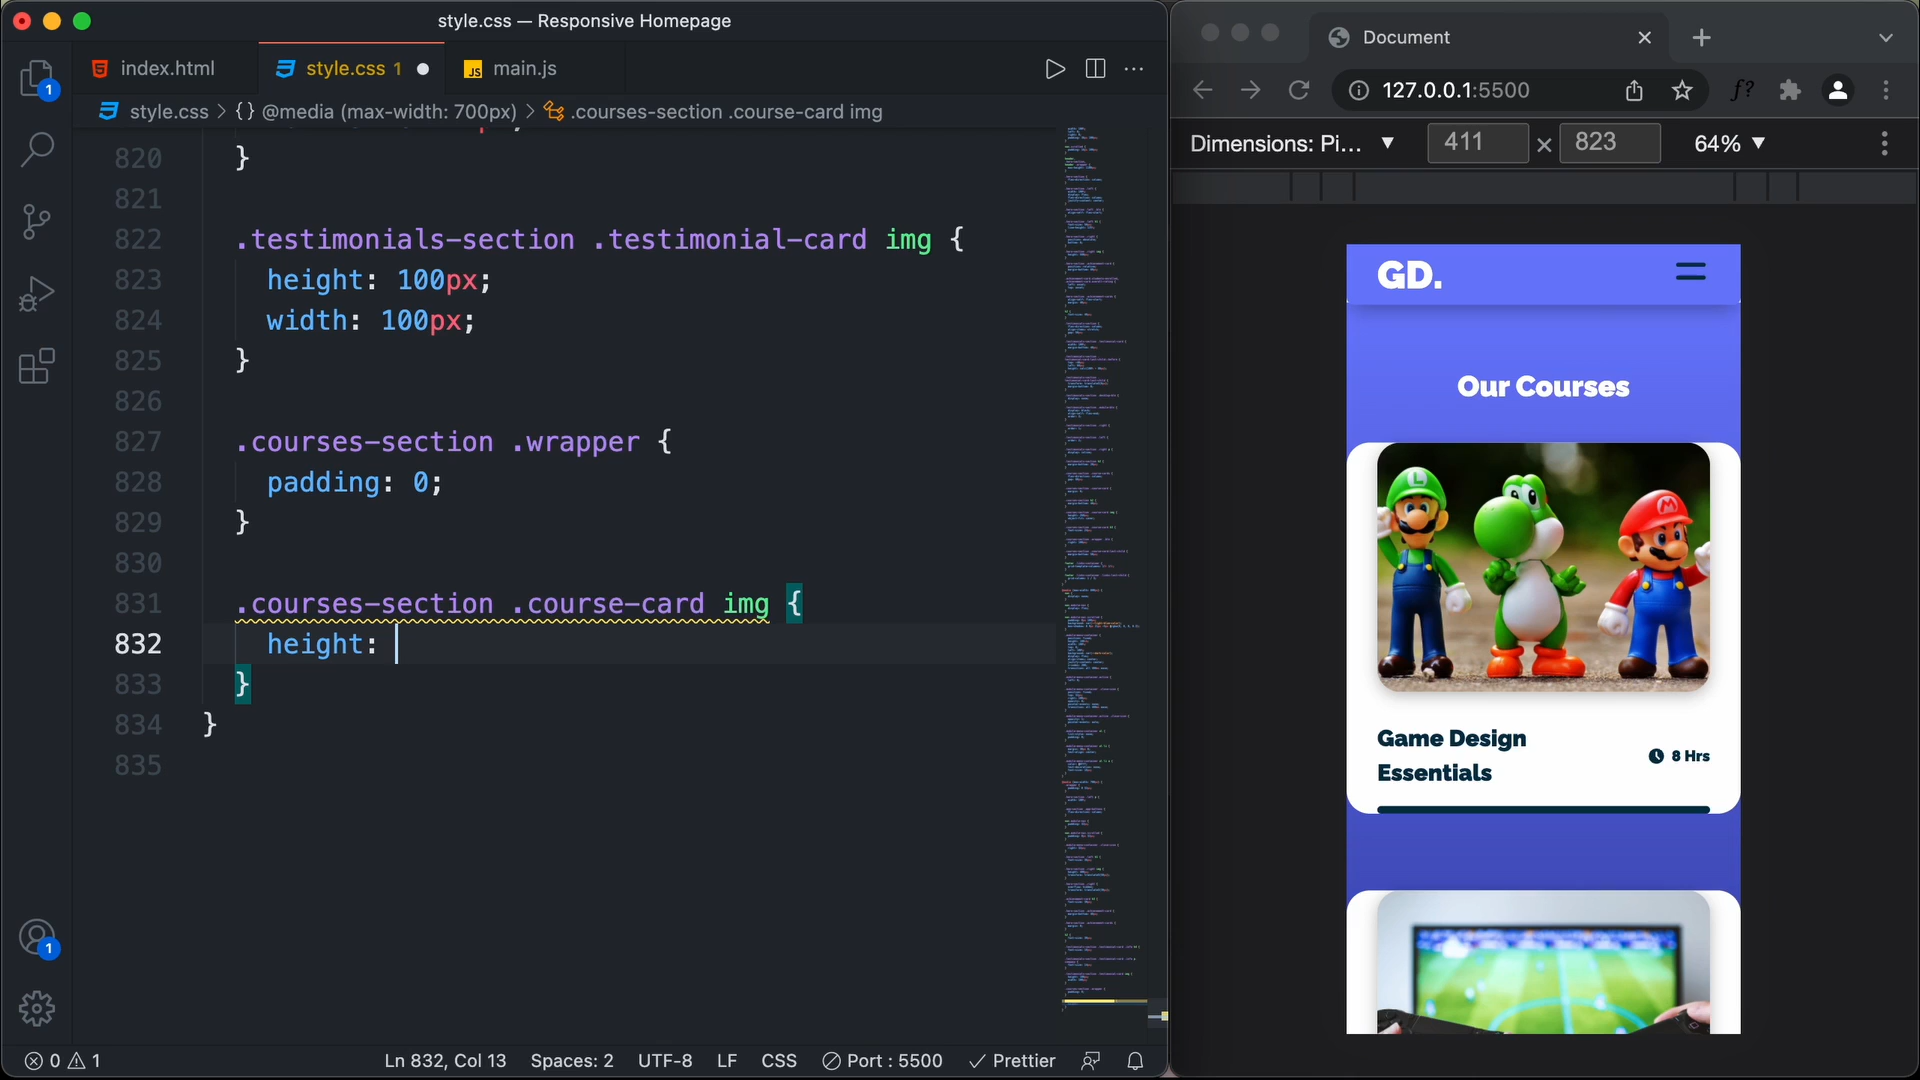 style.css — Responsive Homepage
index.html
style.css 1
main.js
style.css > {} @media (max-width: 700px) > .courses-section .course-card img
820 }
821
822 .testimonials-section .testimonial-card img {
823 height: 100px;
824 width: 100px;
825 }
826
827 .courses-section .wrapper {
828 padding: 0;
829 }
830
831 .courses-section .course-card img {
832 height:
833 }
834 }
835
1
1
0 1
Ln 832, Col 13
Spaces: 2
UTF-8
LF
CSS
Port : 5500
Prettier
Document
127.0.0.1:5500
f?
Dimensions: Pi... ▼
411 × 823
64% ▼
GD.
Our Courses
L
M
Game Design
Essentials
8 Hrs